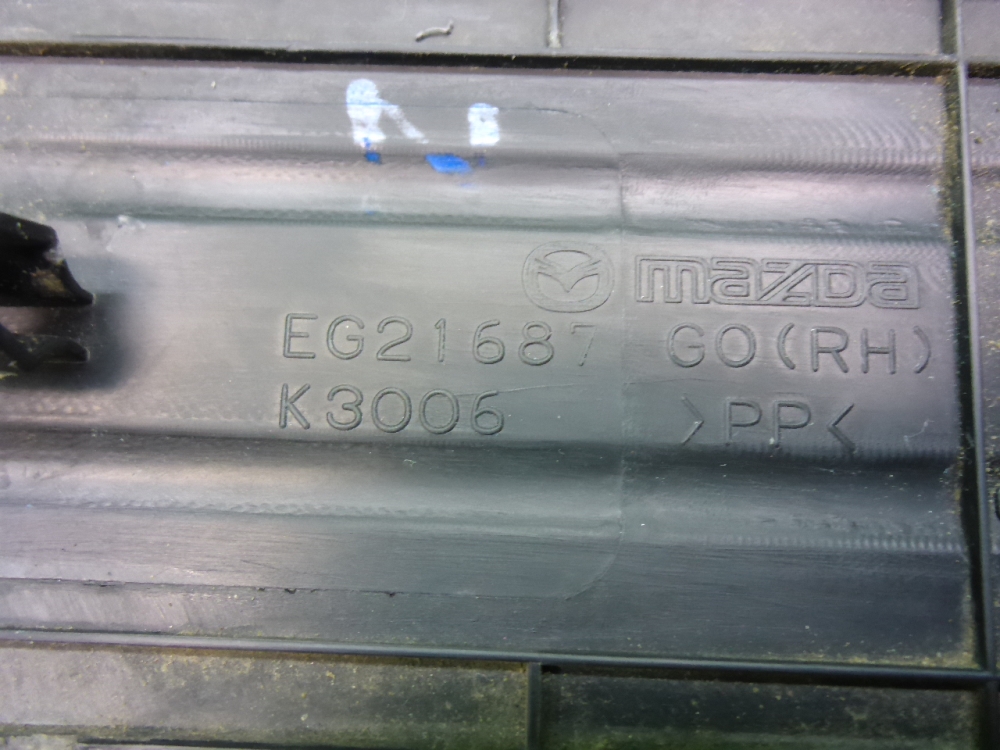 mazda
EG21687 GO(RH)
K3006 >PP<